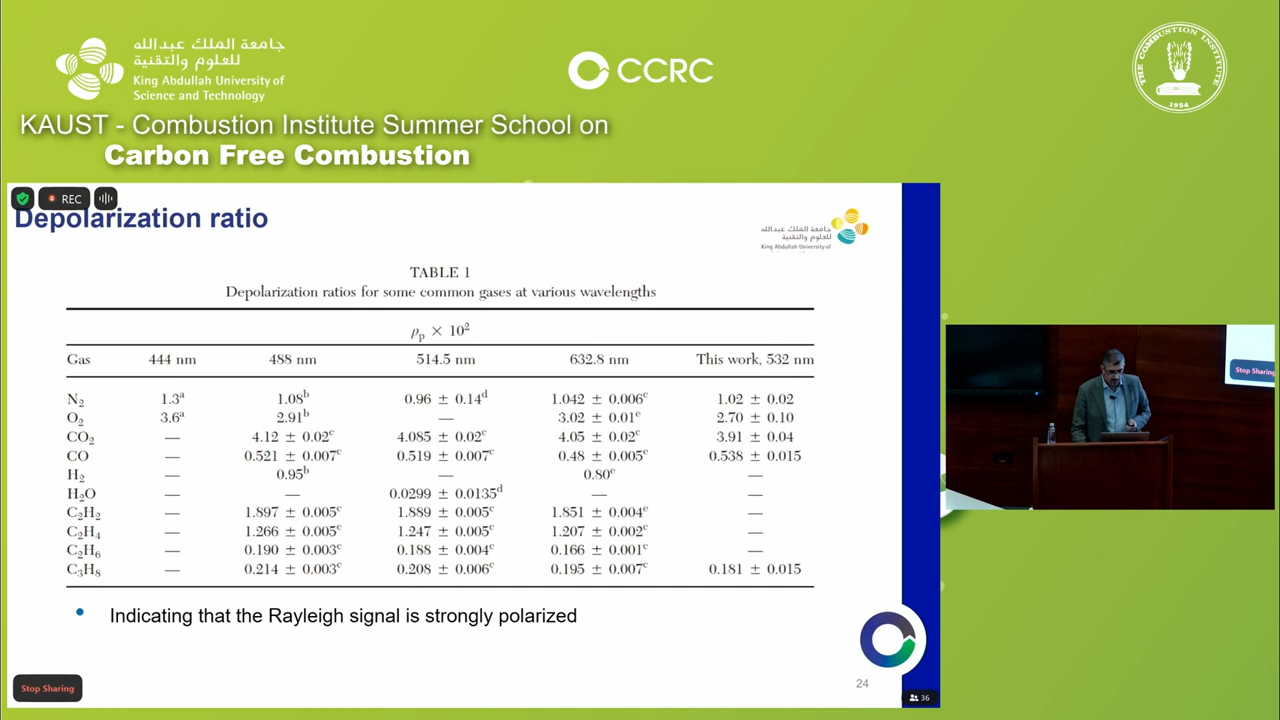 جامعة الملك عبدالله
للعلوم والتقنية
King Abdullah University of
Science and Technology
CCRC
THE COMBUSTION INSTITUTE
1954
KAUST - Combustion Institute Summer School on
Carbon Free Combustion
REC
Depolarization ratio
جامعة الملك عبدالله
للعلوم والتقنية
King Abdullah University of
TABLE 1
Depolarization ratios for some common gases at various wavelengths
ρp × 10²
Gas 444 nm 488 nm 514.5 nm 632.8 nm This work, 532 nm
N₂ 1.3ᵃ 1.08ᵇ 0.96 ± 0.14ᵈ 1.042 ± 0.006ᶜ 1.02 ± 0.02
O₂ 3.6ᵃ 2.91ᵇ — 3.02 ± 0.01ᵉ 2.70 ± 0.10
CO₂ — 4.12 ± 0.02ᶜ 4.085 ± 0.02ᶜ 4.05 ± 0.02ᶜ 3.91 ± 0.04
CO — 0.521 ± 0.007ᶜ 0.519 ± 0.007ᶜ 0.48 ± 0.005ᵉ 0.538 ± 0.015
H₂ — 0.95ᵇ — 0.80ᵉ —
H₂O — — 0.0299 ± 0.0135ᵈ — —
C₂H₂ — 1.897 ± 0.005ᶜ 1.889 ± 0.005ᶜ 1.851 ± 0.004ᵉ —
C₂H₄ — 1.266 ± 0.005ᶜ 1.247 ± 0.005ᶜ 1.207 ± 0.002ᶜ —
C₂H₆ — 0.190 ± 0.003ᶜ 0.188 ± 0.004ᶜ 0.166 ± 0.001ᶜ —
C₃H₈ — 0.214 ± 0.003ᶜ 0.208 ± 0.006ᶜ 0.195 ± 0.007ᶜ 0.181 ± 0.015
• Indicating that the Rayleigh signal is strongly polarized
24
Stop Sharing
36
Stop Sharing